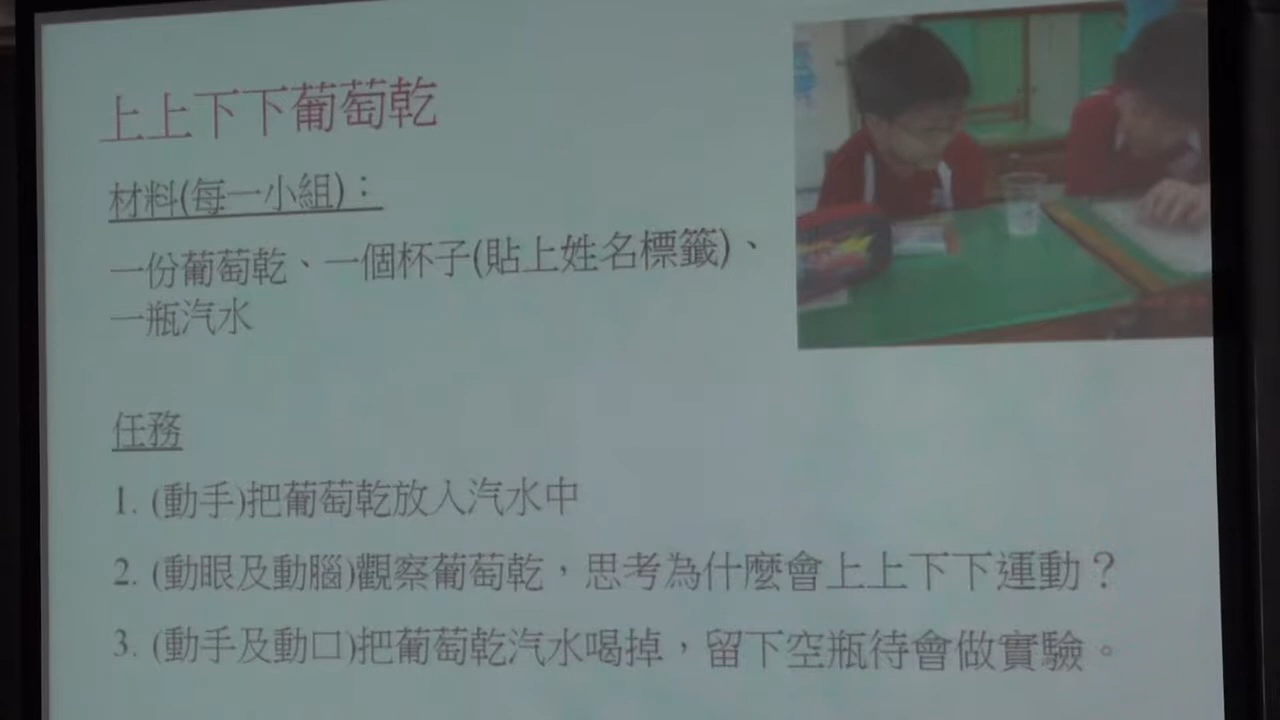 上上下下葡萄乾
材料(每一小組)：
一份葡萄乾、一個杯子(貼上姓名標籤)、
一瓶汽水
任務
1. (動手)把葡萄乾放入汽水中
2. (動眼及動腦)觀察葡萄乾，思考為什麼會上上下下運動？
3. (動手及動口)把葡萄乾汽水喝掉，留下空瓶待會做實驗。